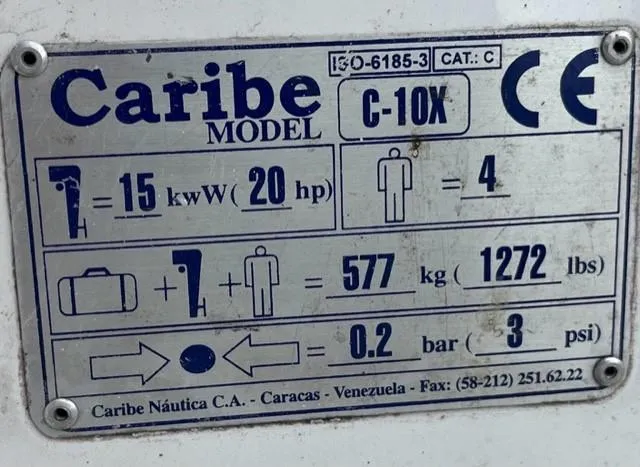 Caribe ISO-6185-3 CAT.: C CE
MODEL C-10X
= 15 kwW ( 20 hp) = 4
+ + = 577 kg ( 1272 lbs)
= 0.2 bar ( 3 psi)
Caribe Náutica C.A. - Caracas - Venezuela - Fax: (58-212) 251.62.22